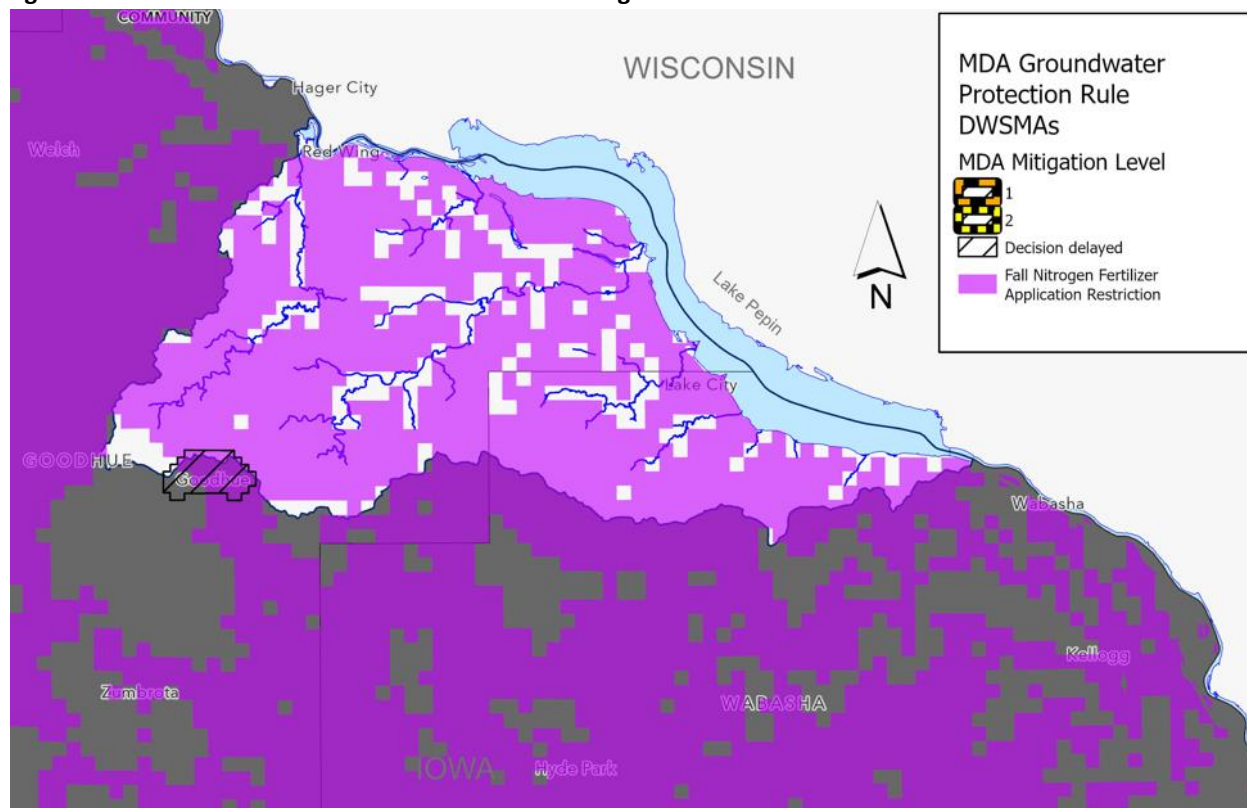 COMMUNITY
WISCONSIN
Hager City
Welch
Red Wing
Lake Pepin
N
Lake City
GOODHUE
Goodhue
Wabasha
Kellogg
Zumbrota
WABASHA
IOWA
Hyde Park
MDA Groundwater
Protection Rule
DWSMAs
MDA Mitigation Level
1
2
Decision delayed
Fall Nitrogen Fertilizer
Application Restriction